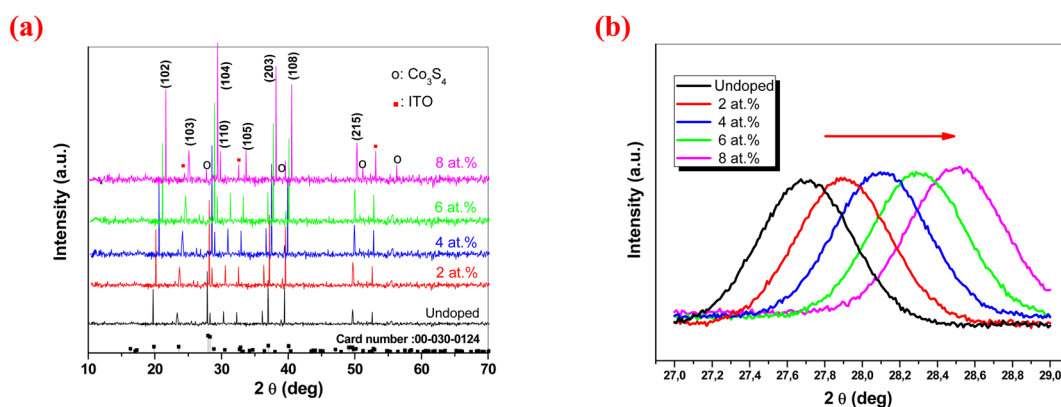 (a)
(102)
(103)
(104)
(110)
(105)
(203)
(108)
(215)
o: Co₃S₄
▪: ITO
o
o
o
o
8 at.%
6 at.%
4 at.%
2 at.%
Undoped
Card number :00-030-0124
Intensity (a.u.)
10 20 30 40 50 60 70
2 θ (deg)
(b)
Undoped
2 at.%
4 at.%
6 at.%
8 at.%
Intensity (a.u.)
27,0 27,2 27,4 27,6 27,8 28,0 28,2 28,4 28,6 28,8 29,0
2 θ (deg)